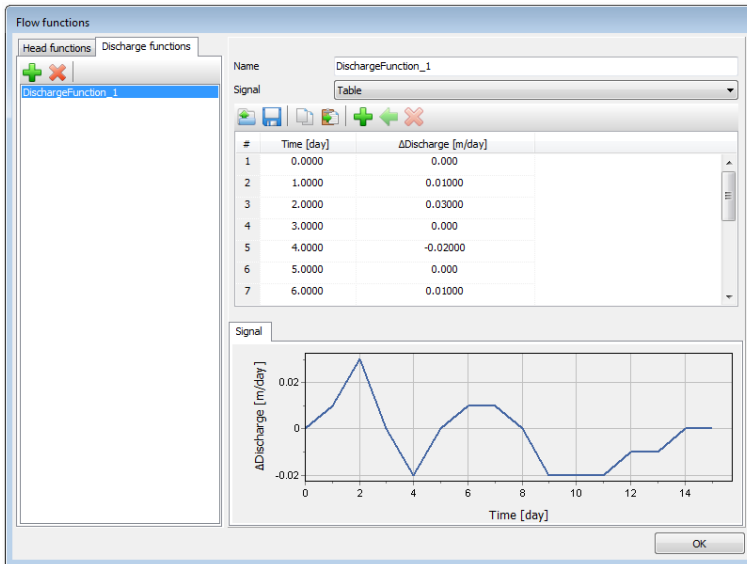 Flow functions
Head functions Discharge functions
DischargeFunction_1
Name DischargeFunction_1
Signal Table
# Time [day] ΔDischarge [m/day]
1 0.0000 0.000
2 1.0000 0.01000
3 2.0000 0.03000
4 3.0000 0.000
5 4.0000 -0.02000
6 5.0000 0.000
7 6.0000 0.01000
Signal
ΔDischarge [m/day]
0.02
0
-0.02
0 2 4 6 8 10 12 14
Time [day]
OK